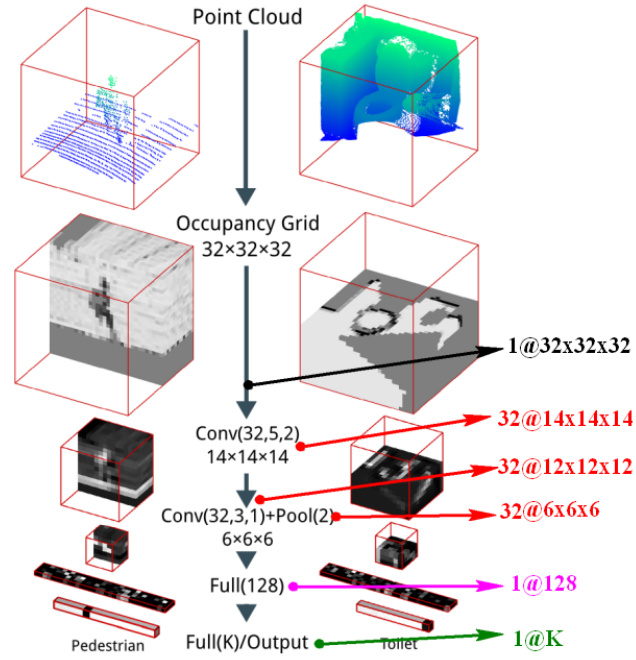 Point Cloud
Occupancy Grid
32×32×32
1@32x32x32
Conv(32,5,2)
14×14×14
32@14x14x14
32@12x12x12
Conv(32,3,1)+Pool(2)
6×6×6
32@6x6x6
Full(128)
1@128
Pedestrian
Full(K)/Output
Toilet
1@K